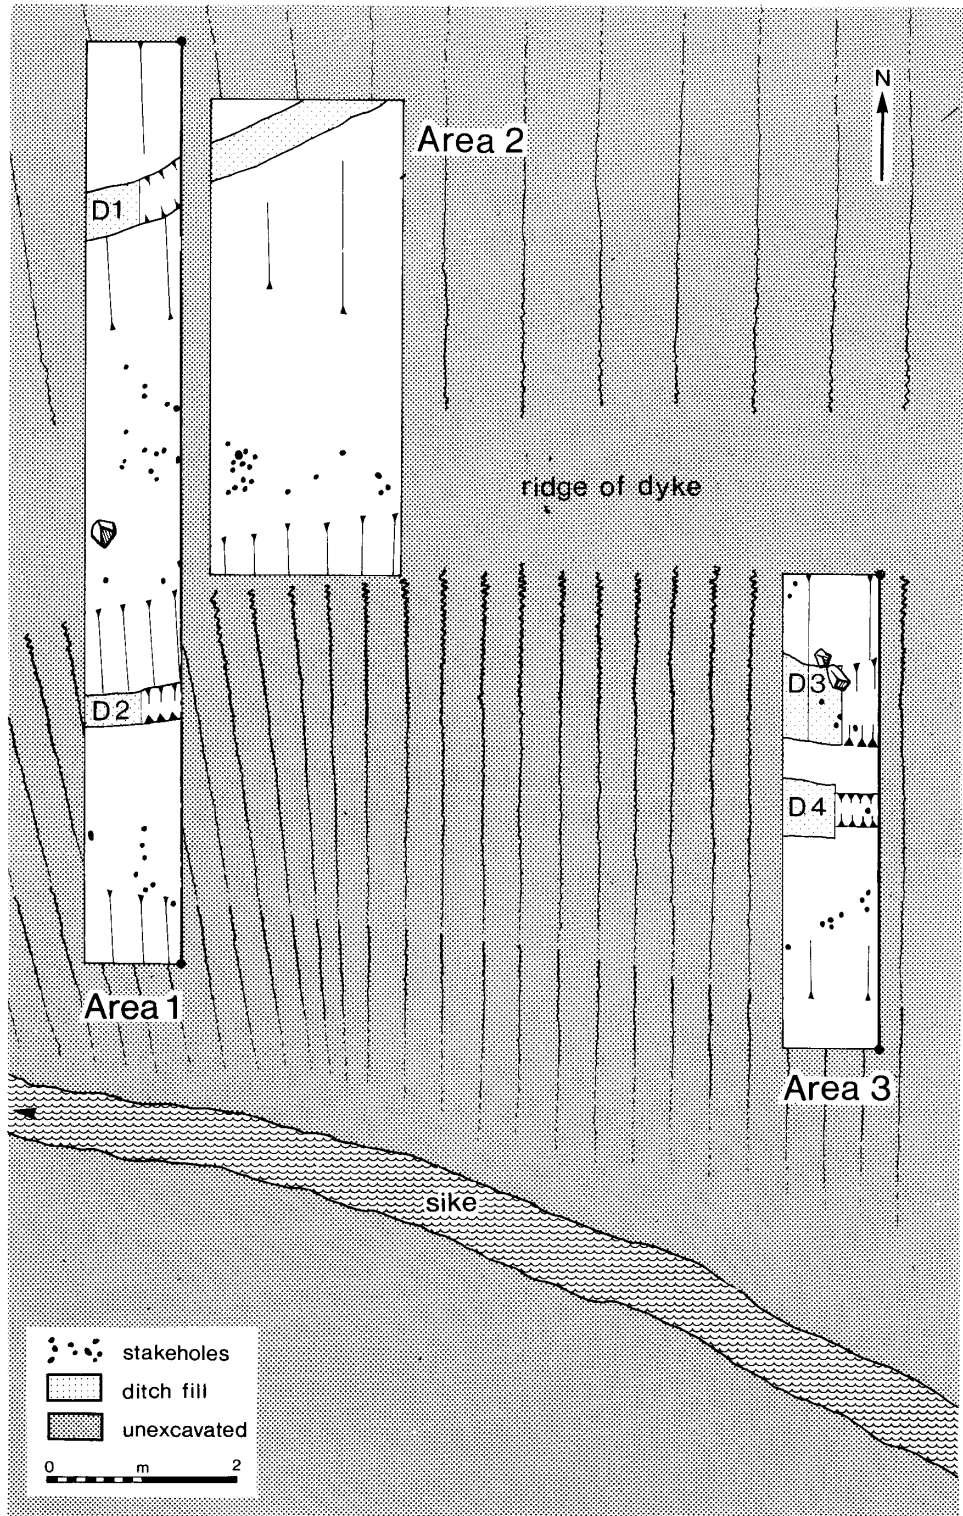 N
Area 2
D1
ridge of dyke
D3
D2
D4
Area 1
Area 3
sike
stakeholes
ditch fill
unexcavated
0 m 2